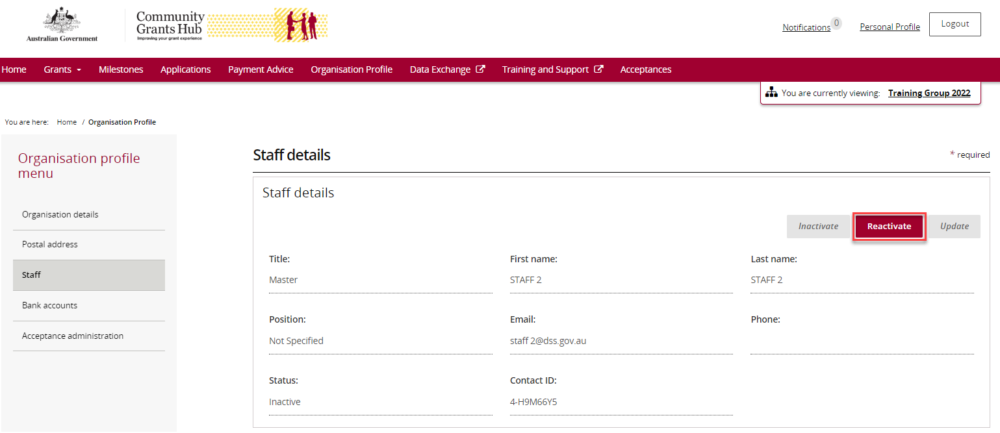 Australian Government
Community
Grants Hub
Improving your grant experience
Notifications 0
Personal Profile
Logout
Home Grants Milestones Applications Payment Advice Organisation Profile Data Exchange Training and Support Acceptances
You are currently viewing: Training Group 2022
You are here: Home / Organisation Profile
Organisation profile
menu
Organisation details
Postal address
Staff
Bank accounts
Acceptance administration
Staff details
* required
Staff details
Inactivate Reactivate Update
Title: First name: Last name:
Master STAFF 2 STAFF 2
Position: Email: Phone:
Not Specified staff 2@dss.gov.au
Status: Contact ID:
Inactive 4-H9M66Y5